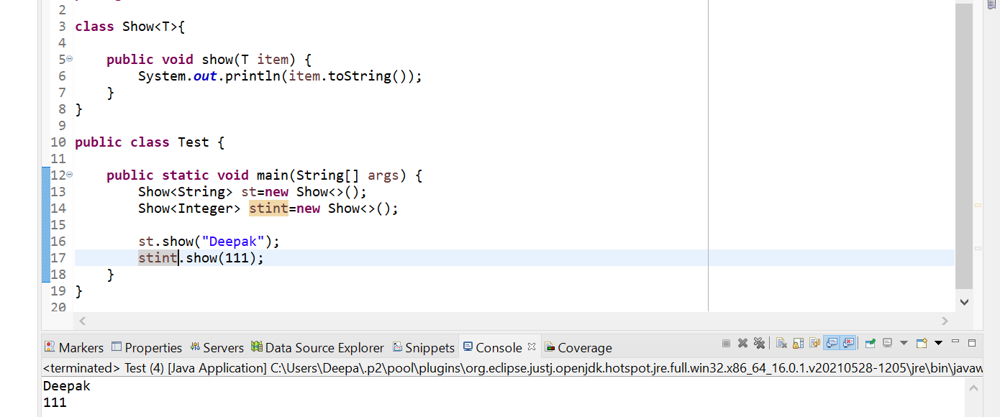 2
3 class Show<T>{
4
5 public void show(T item) {
6 System.out.println(item.toString());
7 }
8 }
9
10 public class Test {
11
12 public static void main(String[] args) {
13 Show<String> st=new Show<>();
14 Show<Integer> stint=new Show<>();
15
16 st.show("Deepak");
17 stint.show(111);
18 }
19 }
20
Markers Properties Servers Data Source Explorer Snippets Console Coverage
<terminated> Test (4) [Java Application] C:\Users\Deepa\.p2\pool\plugins\org.eclipse.justj.openjdk.hotspot.jre.full.win32.x86_64_16.0.1.v20210528-1205\jre\bin\javaw
Deepak
111